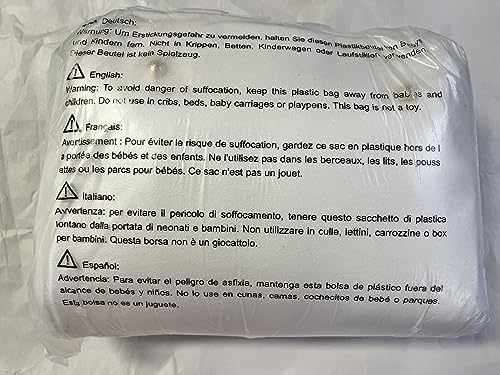 Deutsch:
Warnung: Um Erstickungsgefahr zu vermeiden, halten Sie diesen Plastikbeutel von Babys
und Kindern fern. Nicht in Krippen, Betten, Kinderwagen oder Laufställen verwenden.
Dieser Beutel ist kein Spielzeug.
English:
Warning: To avoid danger of suffocation, keep this plastic bag away from babies and
children. Do not use in cribs, beds, baby carriages or playpens. This bag is not a toy.
Français:
Avertissement : Pour éviter le risque de suffocation, gardez ce sac en plastique hors de l
a portée des bébés et des enfants. Ne l'utilisez pas dans les berceaux, les lits, les pouss
ettes ou les parcs pour bébés. Ce sac n'est pas un jouet.
Italiano:
Avvertenza: per evitare il pericolo di soffocamento, tenere questo sacchetto di plastica
lontano dalla portata di neonati e bambini. Non utilizzare in culle, lettini, carrozzine o box
per bambini. Questa borsa non è un giocattolo.
Español:
Advertencia: Para evitar el peligro de asfixia, mantenga esta bolsa de plástico fuera del
alcance de bebés y niños. No lo use en cunas, camas, cochecitos de bebé o parques.
Esta bolsa no es un juguete.